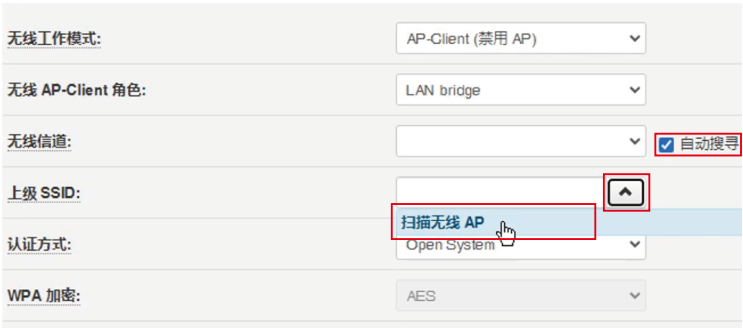 无线工作模式: AP-Client (禁用 AP)
无线 AP-Client 角色: LAN bridge
无线信道: 自动搜寻
上级 SSID:
扫描无线 AP
认证方式: Open System
WPA 加密: AES